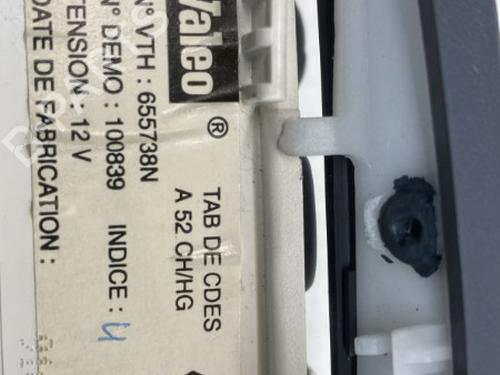 Valeo ®
TAB DE CDES
A 52 CH/HG
N° VTH : 655738N
N° DEMO : 100839 INDICE : 4
TENSION : 12 V
DATE DE FABRICATION :